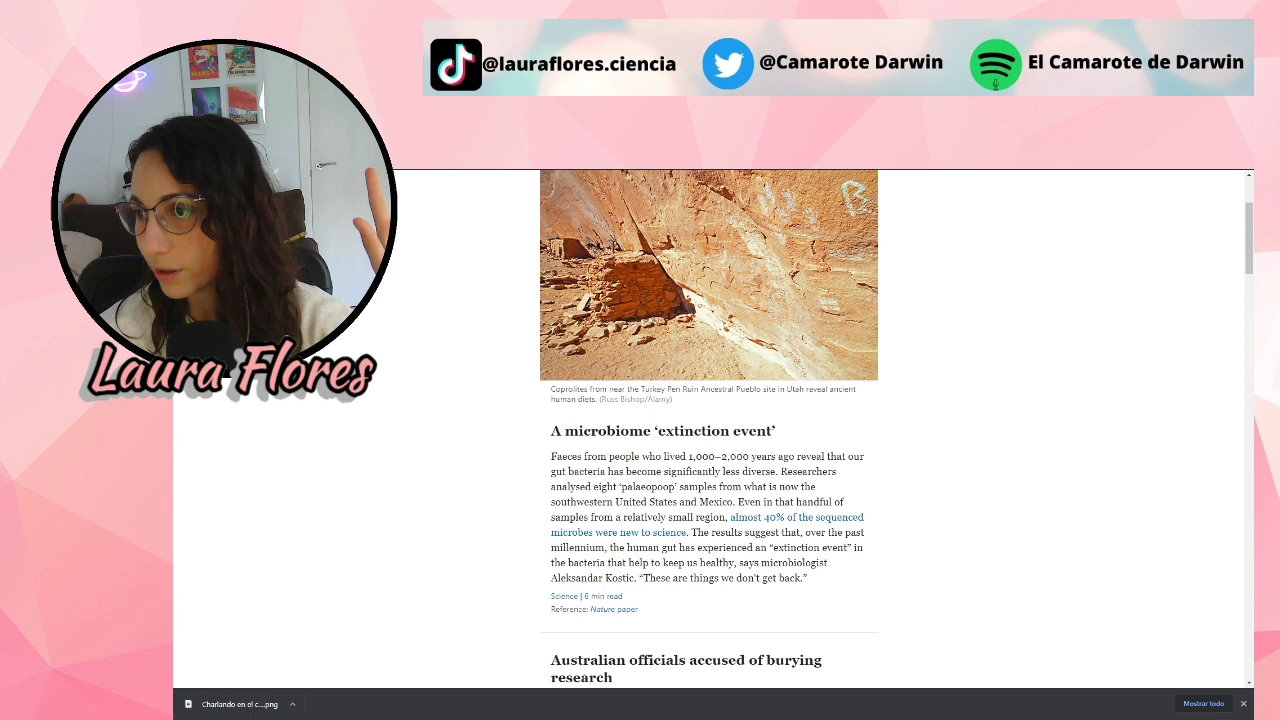 @lauraflores.ciencia
@Camarote Darwin
El Camarote de Darwin
MARS
Laura Flores
Coprolites from near the Turkey Pen Ruin Ancestral Pueblo site in Utah reveal ancient
human diets. (Russ Bishop/Alamy)
A microbiome ‘extinction event’
Faeces from people who lived 1,000–2,000 years ago reveal that our
gut bacteria has become significantly less diverse. Researchers
analysed eight ‘palaeopoop’ samples from what is now the
southwestern United States and Mexico. Even in that handful of
samples from a relatively small region, almost 40% of the sequenced
microbes were new to science. The results suggest that, over the past
millennium, the human gut has experienced an “extinction event” in
the bacteria that help to keep us healthy, says microbiologist
Aleksandar Kostic. “These are things we don’t get back.”
Science | 6 min read
Reference: Nature paper
Australian officials accused of burying
research
Charlando en el c....png
Mostrar todo